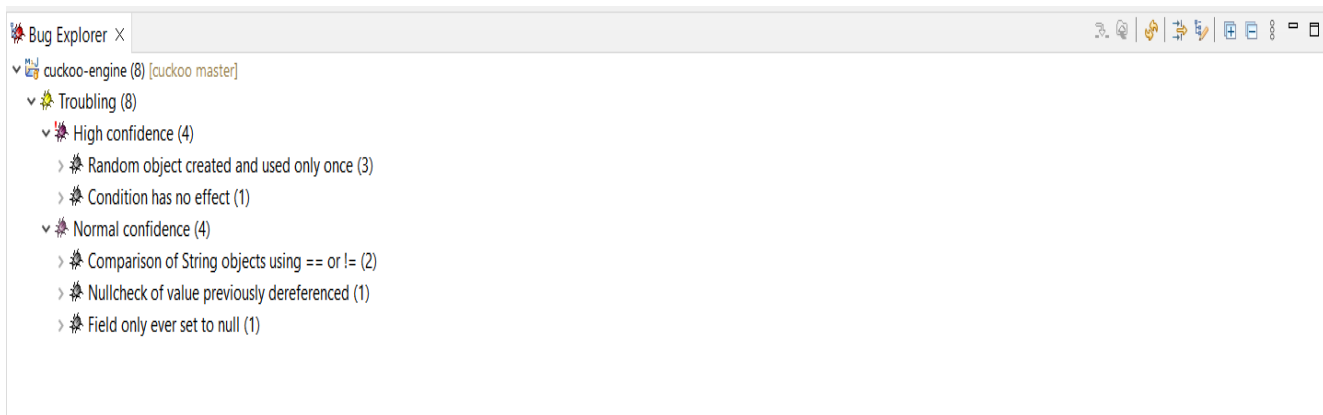 Bug Explorer
cuckoo-engine (8) [cuckoo master]
Troubling (8)
High confidence (4)
Random object created and used only once (3)
Condition has no effect (1)
Normal confidence (4)
Comparison of String objects using == or != (2)
Nullcheck of value previously dereferenced (1)
Field only ever set to null (1)